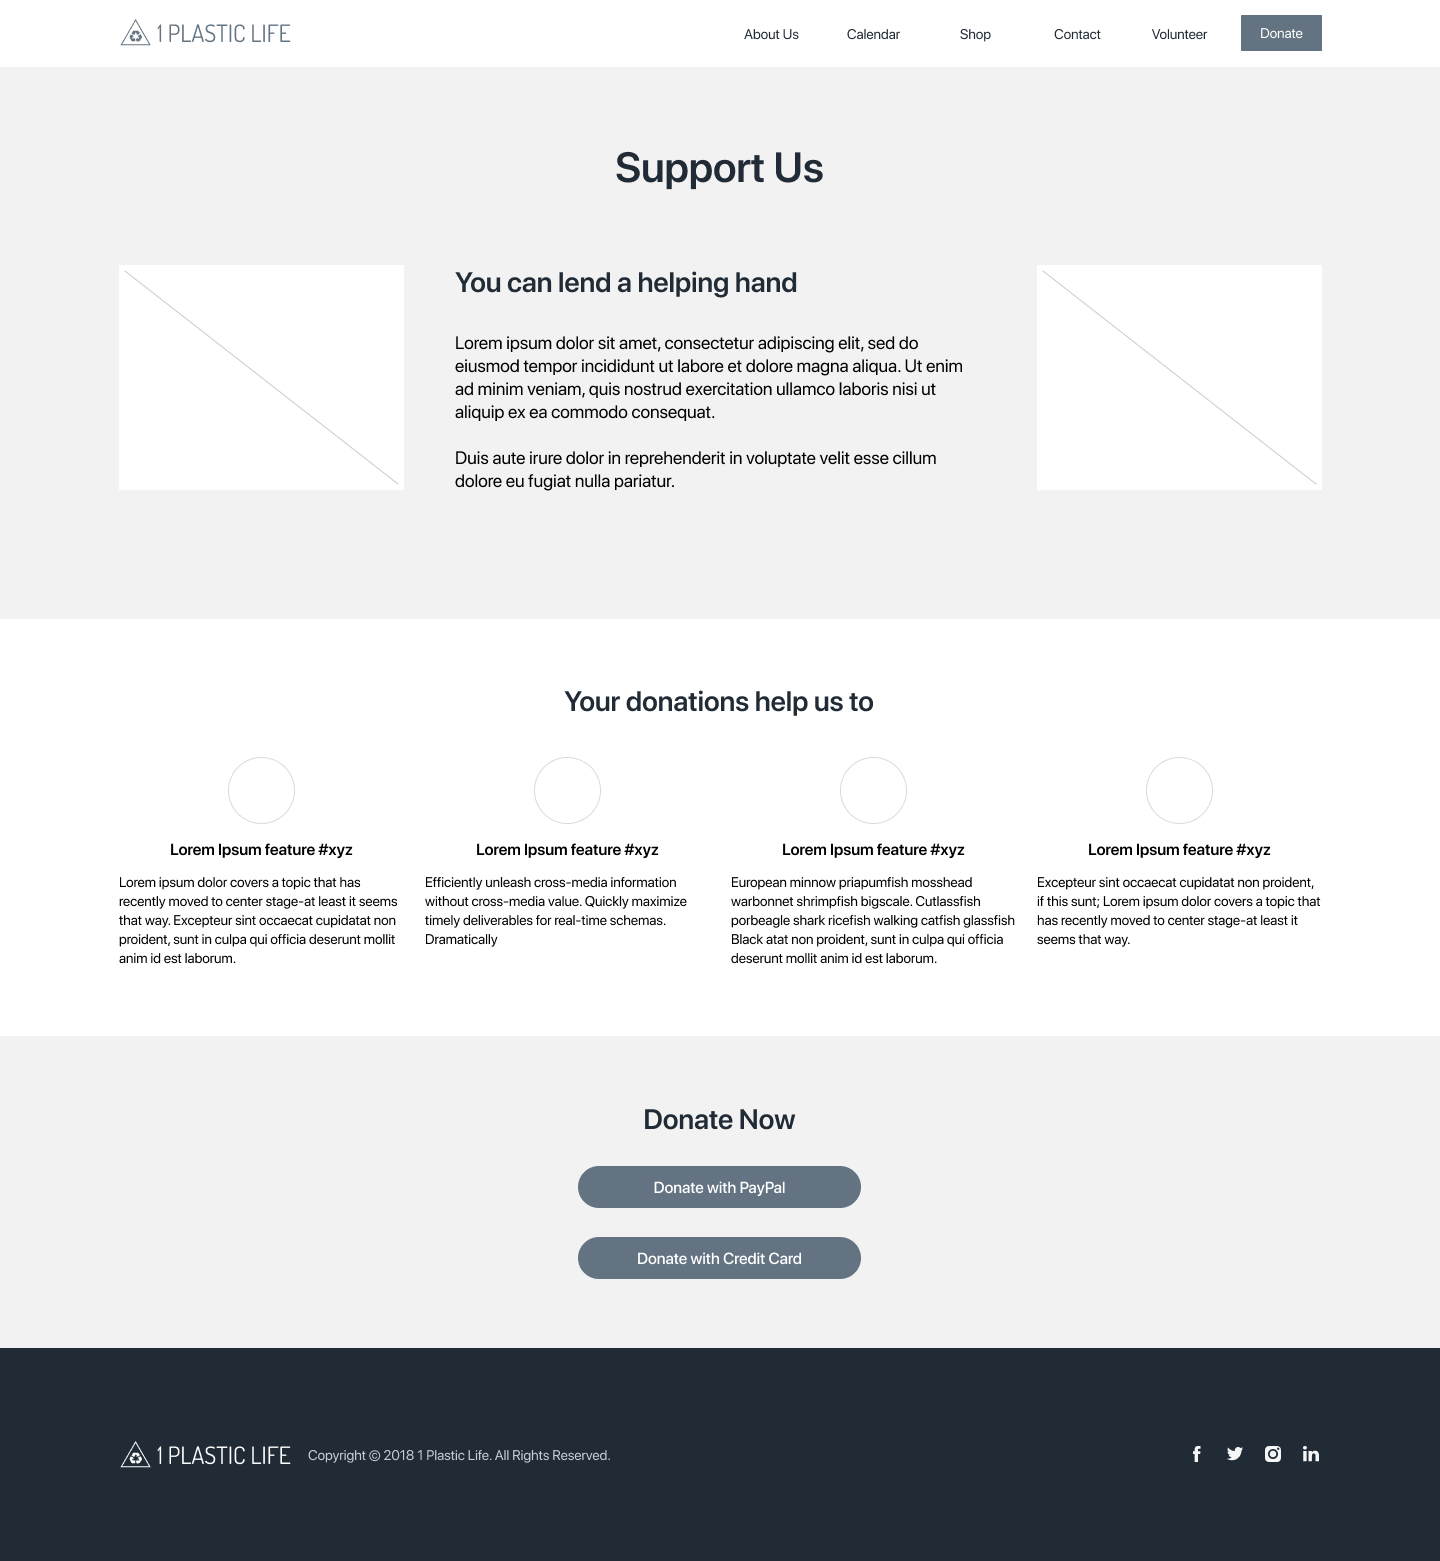 1 PLASTIC LIFE
About Us Calendar Shop Contact Volunteer Donate
Support Us
You can lend a helping hand
Lorem ipsum dolor sit amet, consectetur adipiscing elit, sed do
eiusmod tempor incididunt ut labore et dolore magna aliqua. Ut enim
ad minim veniam, quis nostrud exercitation ullamco laboris nisi ut
aliquip ex ea commodo consequat.
Duis aute irure dolor in reprehenderit in voluptate velit esse cillum
dolore eu fugiat nulla pariatur.
Your donations help us to
Lorem Ipsum feature #xyz
Lorem ipsum dolor covers a topic that has
recently moved to center stage-at least it seems
that way. Excepteur sint occaecat cupidatat non
proident, sunt in culpa qui officia deserunt mollit
anim id est laborum.
Lorem Ipsum feature #xyz
Efficiently unleash cross-media information
without cross-media value. Quickly maximize
timely deliverables for real-time schemas.
Dramatically
Lorem Ipsum feature #xyz
European minnow priapumfish mosshead
warbonnet shrimpfish bigscale. Cutlassfish
porbeagle shark ricefish walking catfish glassfish
Black atat non proident, sunt in culpa qui officia
deserunt mollit anim id est laborum.
Lorem Ipsum feature #xyz
Excepteur sint occaecat cupidatat non proident,
if this sunt; Lorem ipsum dolor covers a topic that
has recently moved to center stage-at least it
seems that way.
Donate Now
Donate with PayPal
Donate with Credit Card
1 PLASTIC LIFE
Copyright © 2018 1 Plastic Life. All Rights Reserved.